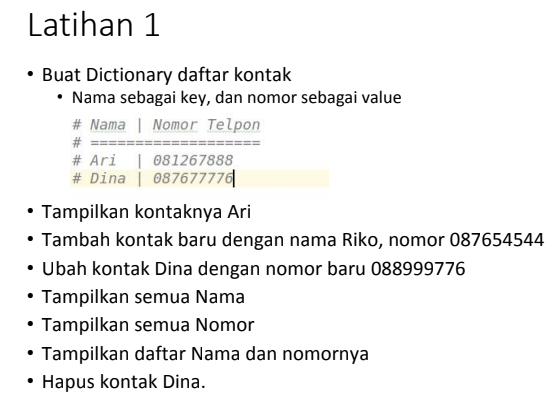 Latihan 1
• Buat Dictionary daftar kontak
• Nama sebagai key, dan nomor sebagai value
# Nama | Nomor Telpon
# ===================
# Ari | 081267888
# Dina | 087677776
• Tampilkan kontaknya Ari
• Tambah kontak baru dengan nama Riko, nomor 087654544
• Ubah kontak Dina dengan nomor baru 088999776
• Tampilkan semua Nama
• Tampilkan semua Nomor
• Tampilkan daftar Nama dan nomornya
• Hapus kontak Dina.